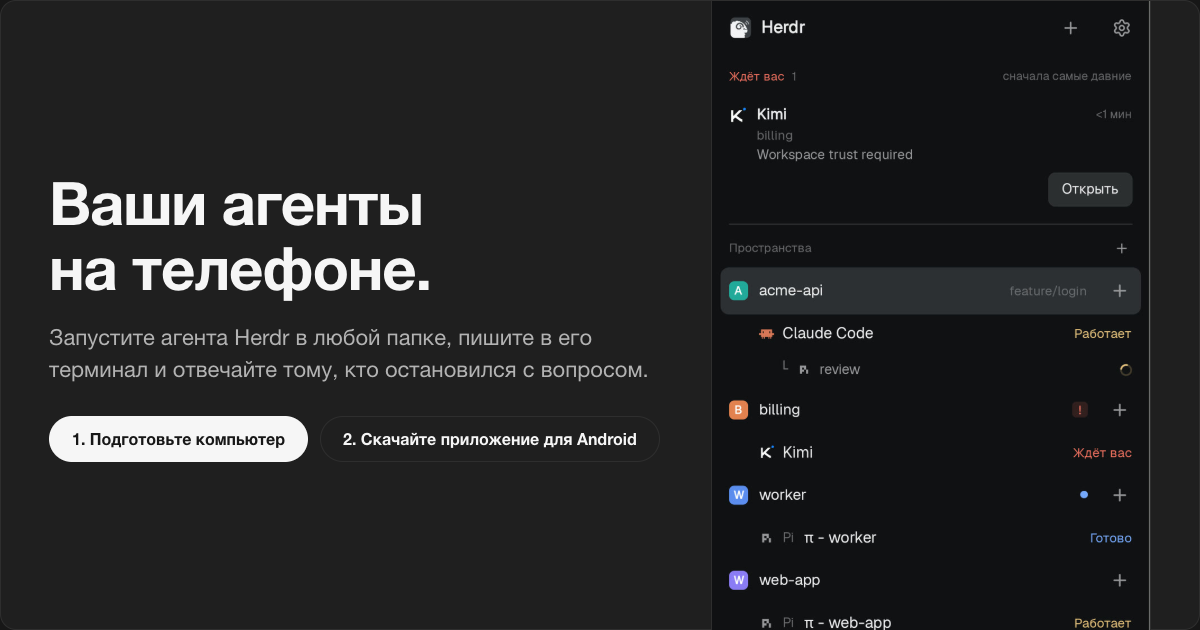 Ваши агенты
на телефоне.
Запустите агента Herdr в любой папке, пишите в его
терминал и отвечайте тому, кто остановился с вопросом.
1. Подготовьте компьютер
2. Скачайте приложение для Android
Herdr
Ждёт вас 1
сначала самые давние
Kimi
<1 мин
billing
Workspace trust required
Открыть
Пространства
A acme-api feature/login
Claude Code Работает
review
B billing !
Kimi Ждёт вас
W worker
Pi π - worker Готово
W web-app
Pi π - web-app Работает